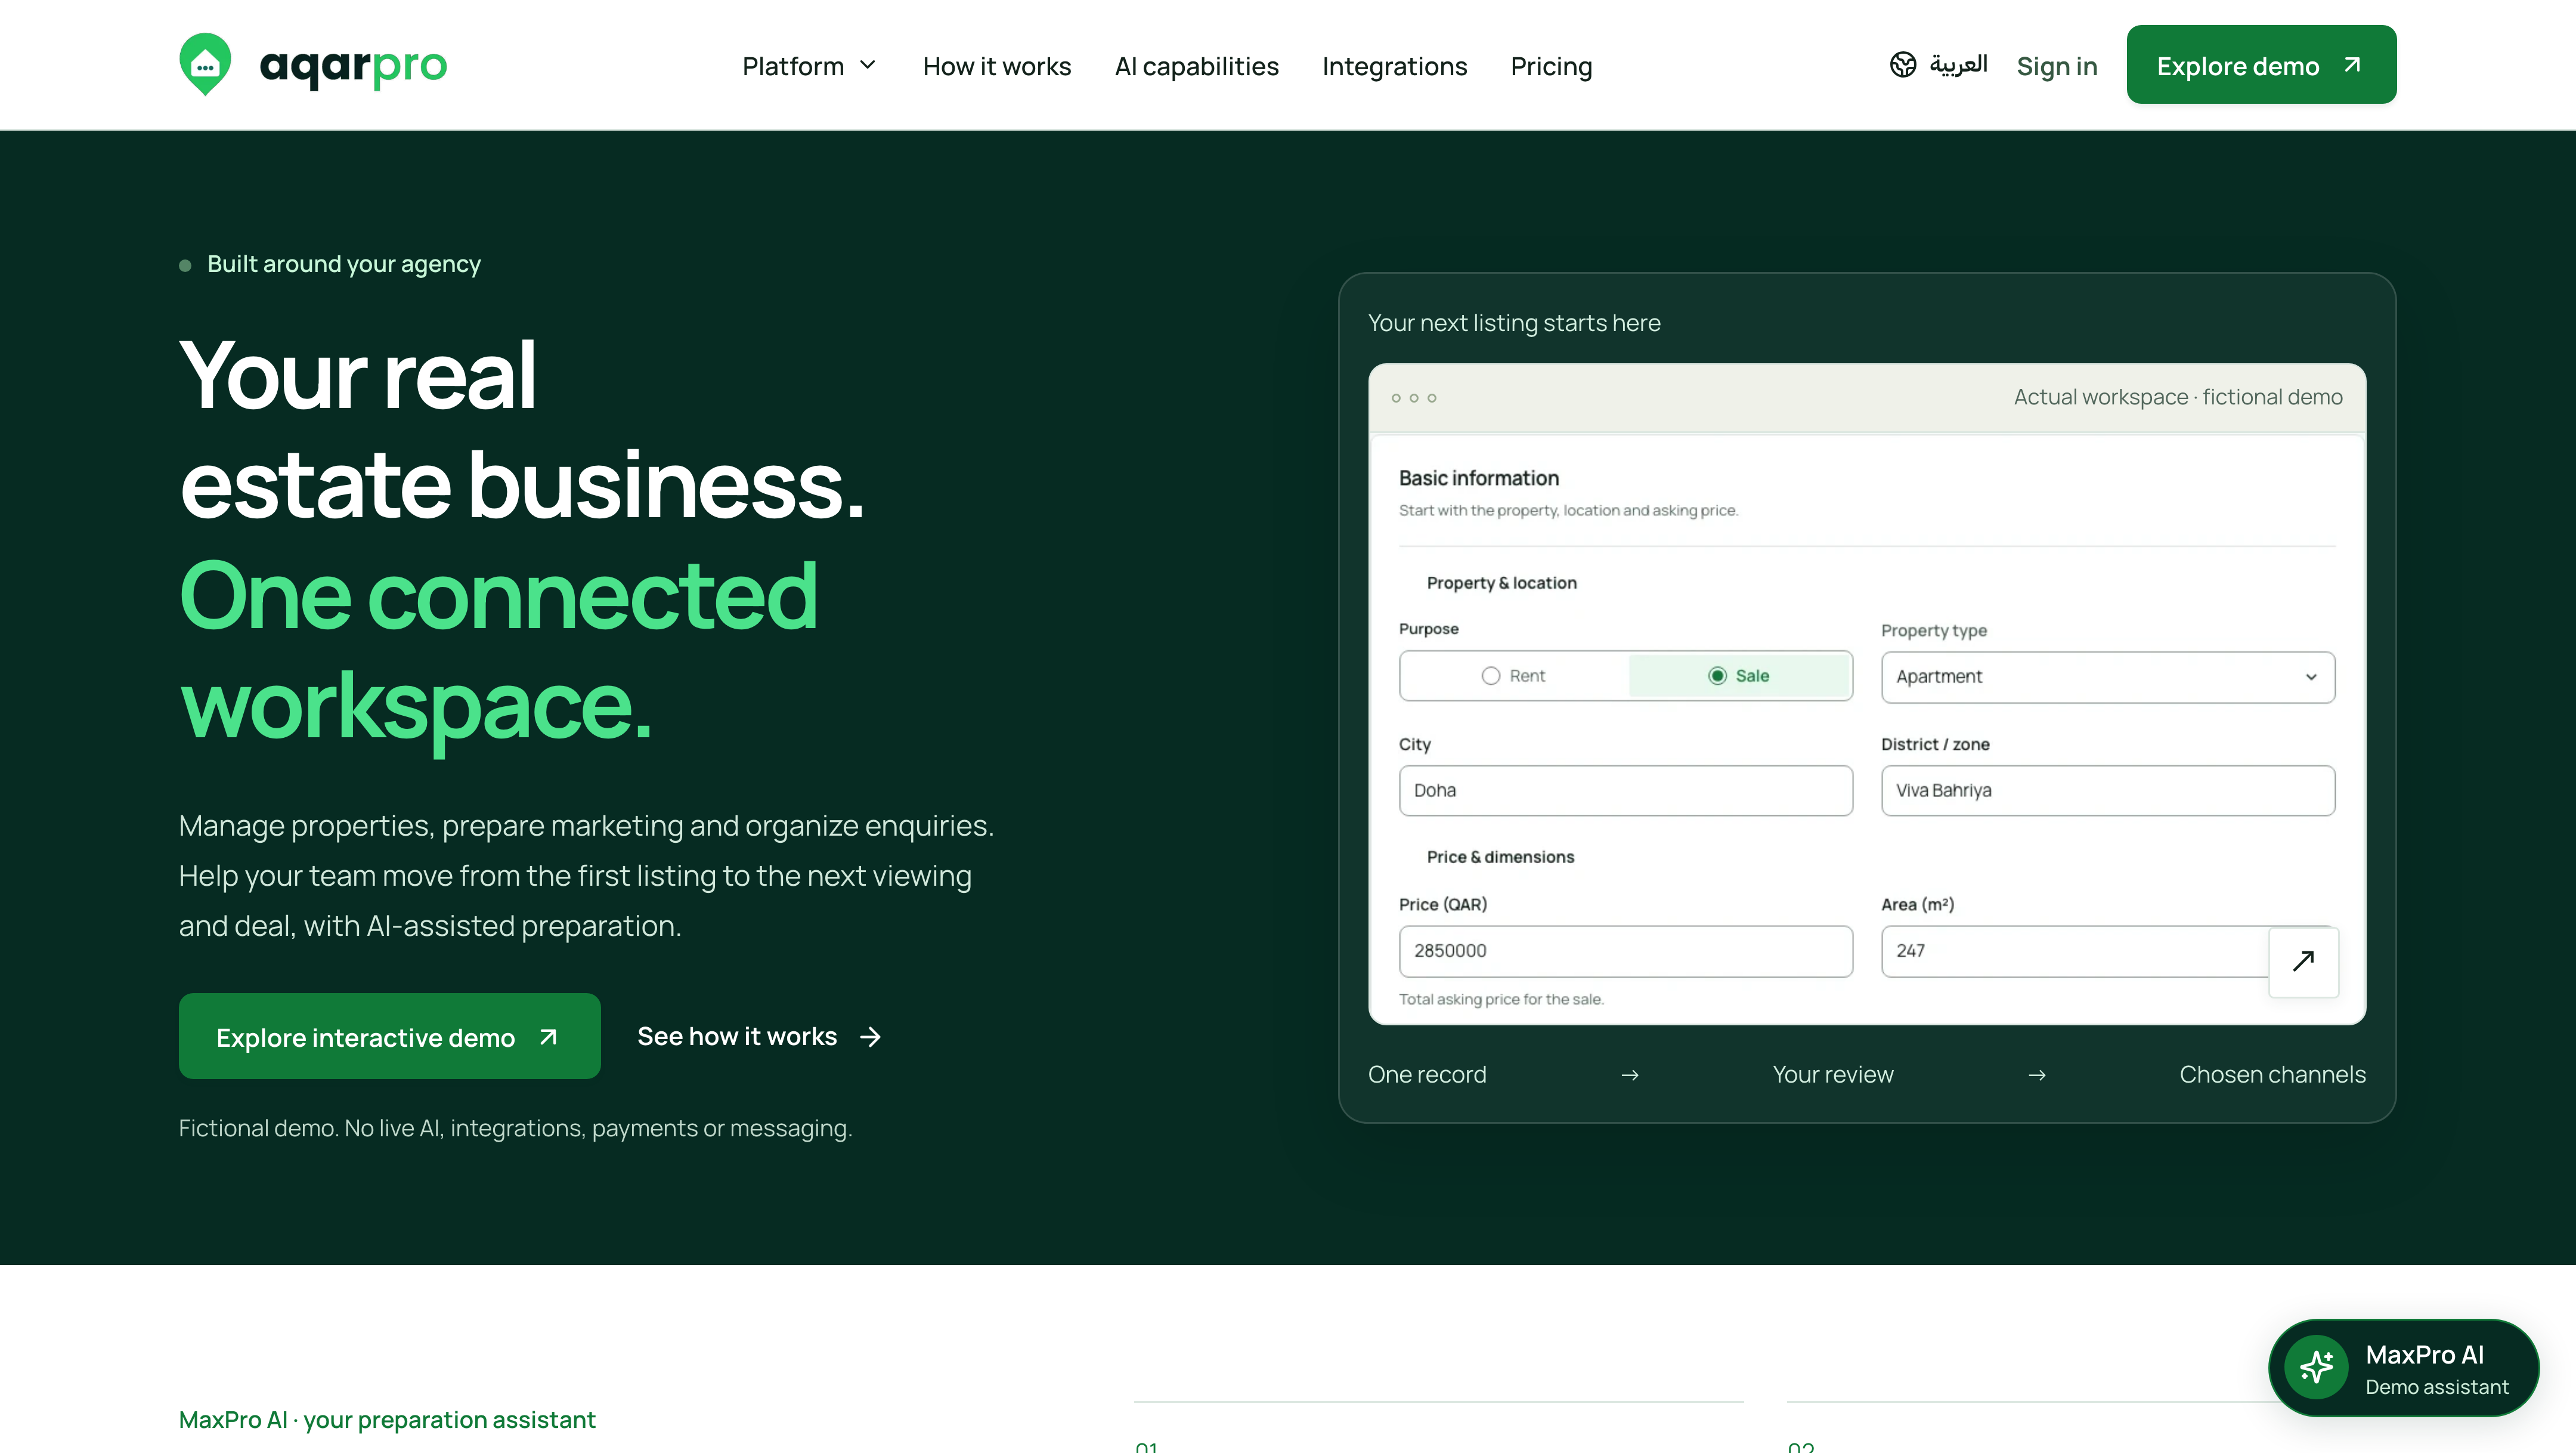 aqarpro
Platform
How it works
AI capabilities
Integrations
Pricing
العربية
Sign in
Explore demo
Built around your agency
Your real
estate business.
One connected
workspace.
Manage properties, prepare marketing and organize enquiries.
Help your team move from the first listing to the next viewing
and deal, with AI-assisted preparation.
Explore interactive demo
See how it works
Fictional demo. No live AI, integrations, payments or messaging.
Your next listing starts here
Actual workspace · fictional demo
Basic information
Start with the property, location and asking price.
Property & location
Purpose
Rent
Sale
Property type
Apartment
City
Doha
District / zone
Viva Bahriya
Price & dimensions
Price (QAR)
2850000
Total asking price for the sale.
Area (m²)
247
One record → Your review → Chosen channels
MaxPro AI · your preparation assistant
01
02
MaxPro AI
Demo assistant